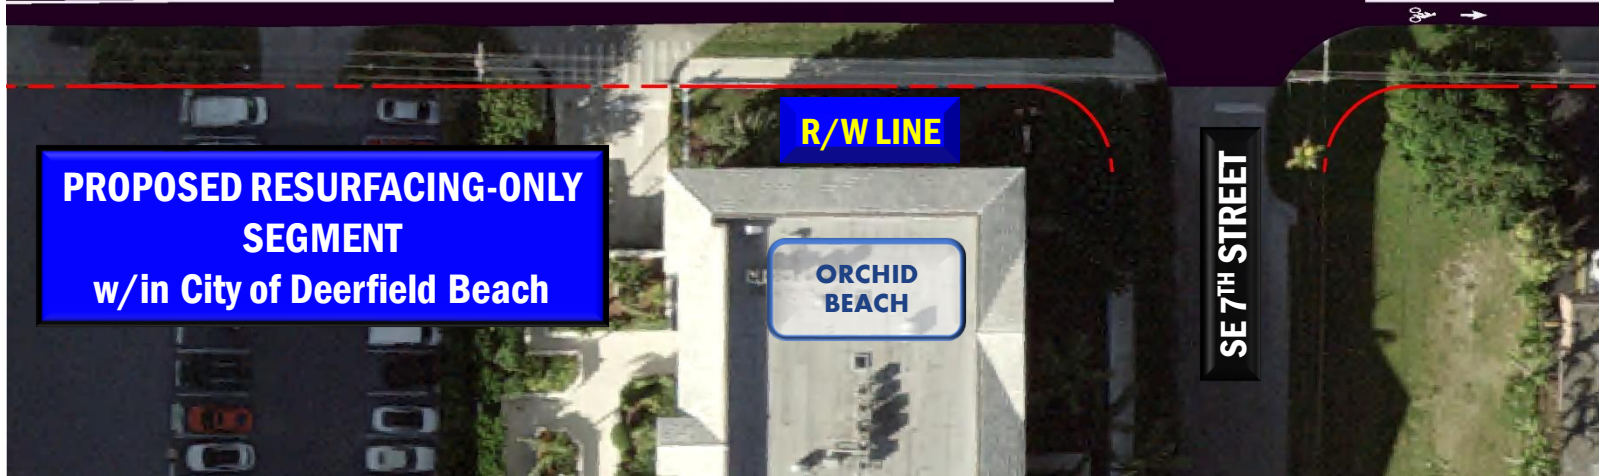 R/W LINE
PROPOSED RESURFACING-ONLY
SEGMENT
w/in City of Deerfield Beach
ORCHID
BEACH
SE 7TH STREET